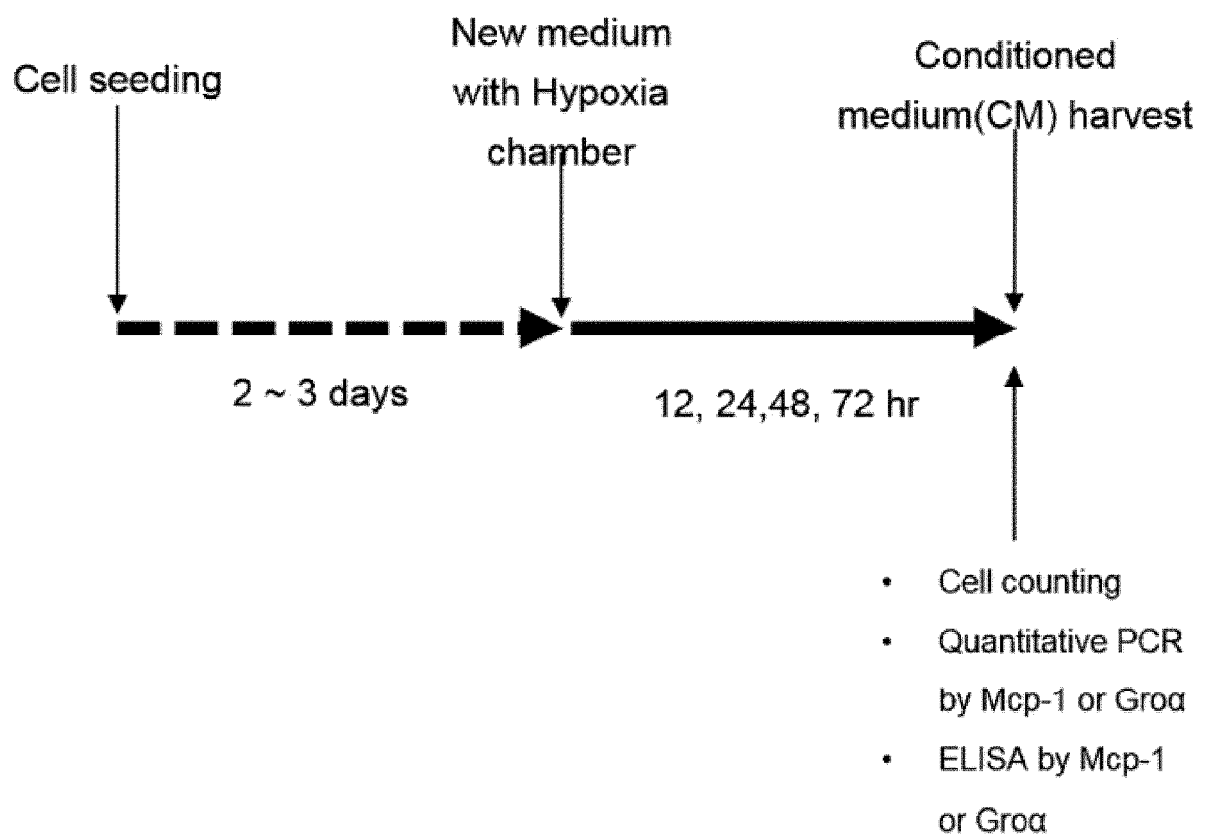 Cell seeding
New medium
with Hypoxia
chamber
Conditioned
medium(CM) harvest
2 ~ 3 days
12, 24,48, 72 hr
• Cell counting
• Quantitative PCR
by Mcp-1 or Groα
• ELISA by Mcp-1
or Groα